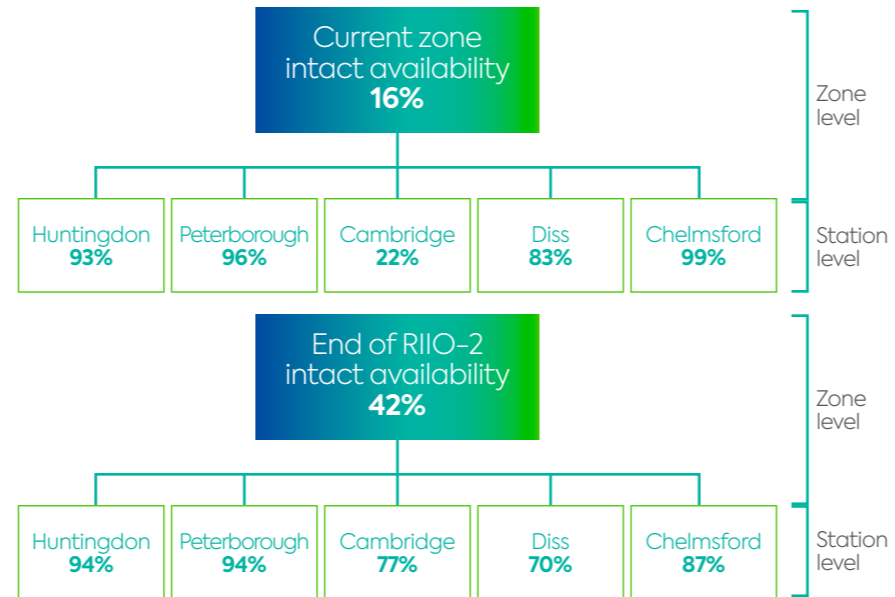 Current zone
intact availability
16%
Zone
level
Huntingdon
93%
Peterborough
96%
Cambridge
22%
Diss
83%
Chelmsford
99%
Station
level
End of RIIO-2
intact availability
42%
Zone
level
Huntingdon
94%
Peterborough
94%
Cambridge
77%
Diss
70%
Chelmsford
87%
Station
level